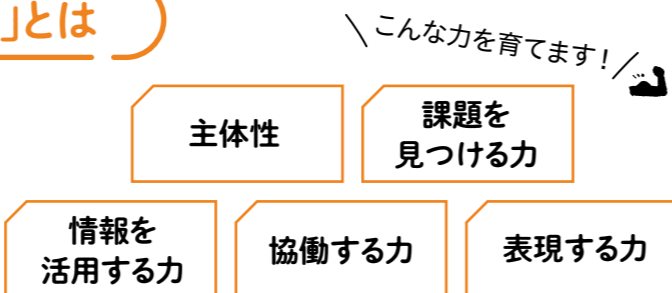 」とは
こんな力を育てます!
主体性
課題を
見つける力
情報を
活用する力
協働する力
表現する力